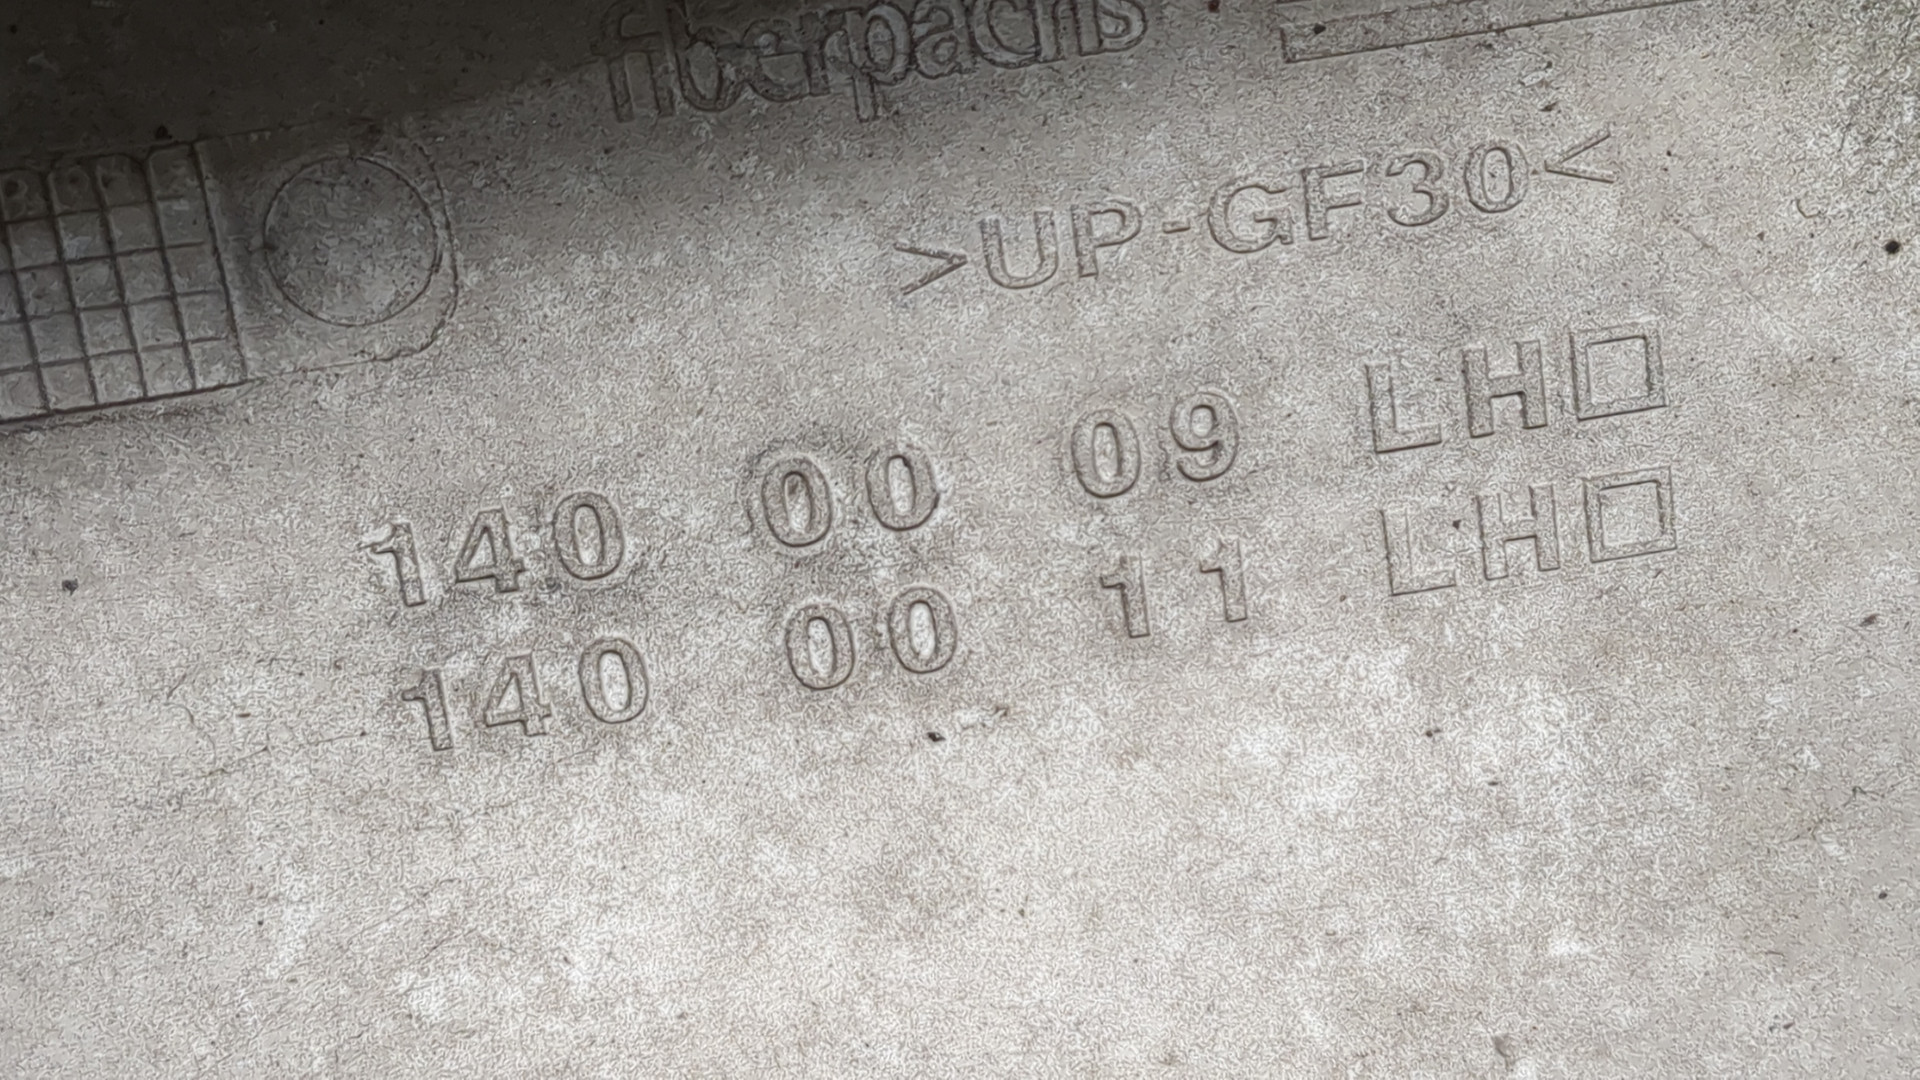 fiberpachs
>UP-GF30<
140 00 09 LH□
140 00 11 LH□